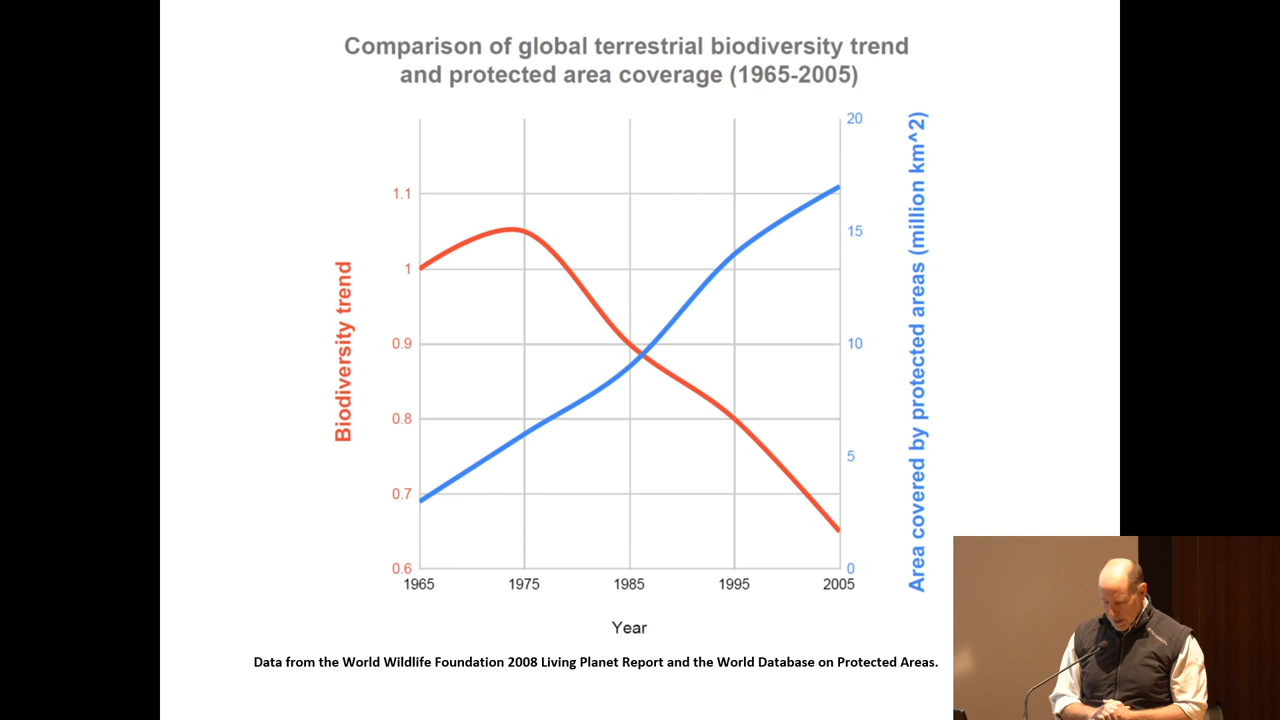 Comparison of global terrestrial biodiversity trend
and protected area coverage (1965-2005)
Biodiversity trend
1.1
1
0.9
0.8
0.7
0.6
20
15
10
5
0
Area covered by protected areas (million km^2)
1965 1975 1985 1995 2005
Year
Data from the World Wildlife Foundation 2008 Living Planet Report and the World Database on Protected Areas.